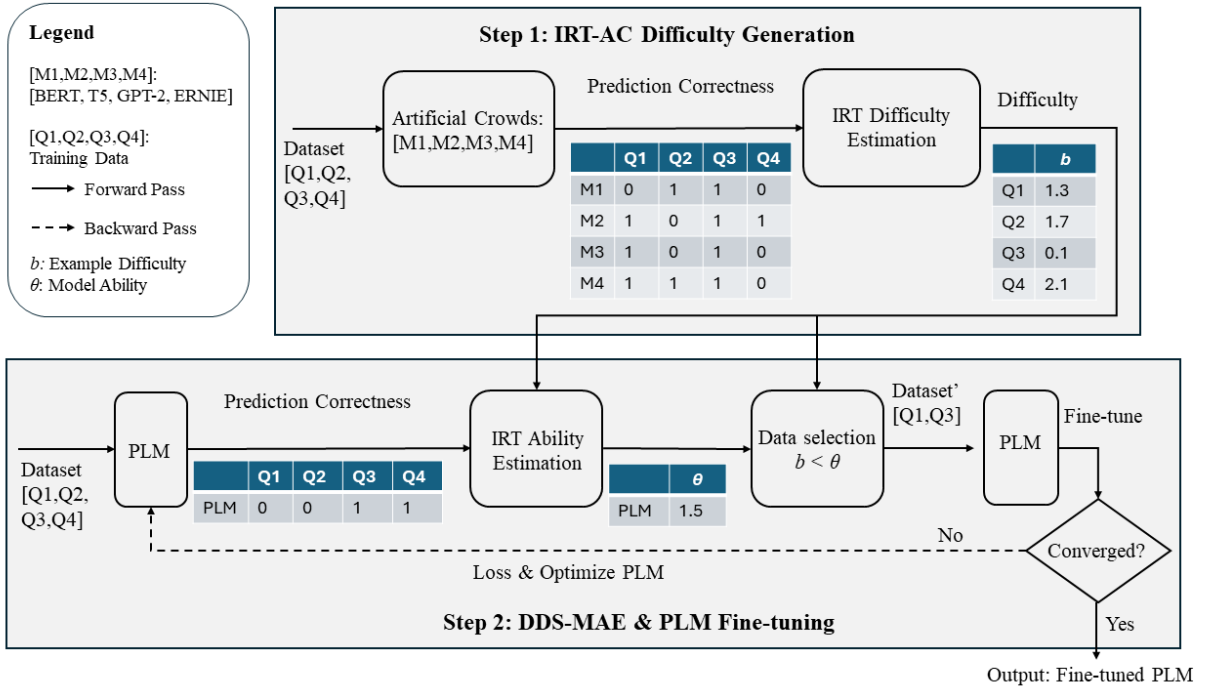 Legend
[M1,M2,M3,M4]:
[BERT, T5, GPT-2, ERNIE]
[Q1,Q2,Q3,Q4]:
Training Data
Forward Pass
Backward Pass
b: Example Difficulty
θ: Model Ability
Step 1: IRT-AC Difficulty Generation
Dataset
[Q1,Q2,
Q3,Q4]
Artificial Crowds:
[M1,M2,M3,M4]
Prediction Correctness
Q1 Q2 Q3 Q4
M1 0 1 1 0
M2 1 0 1 1
M3 1 0 1 0
M4 1 1 1 0
IRT Difficulty
Estimation
Difficulty
b
Q1 1.3
Q2 1.7
Q3 0.1
Q4 2.1
Dataset
[Q1,Q2,
Q3,Q4]
PLM
Prediction Correctness
Q1 Q2 Q3 Q4
PLM 0 0 1 1
IRT Ability
Estimation
θ
PLM 1.5
Data selection
b < θ
Dataset’
[Q1,Q3]
PLM
Fine-tune
Converged?
No
Loss & Optimize PLM
Yes
Step 2: DDS-MAE & PLM Fine-tuning
Output: Fine-tuned PLM